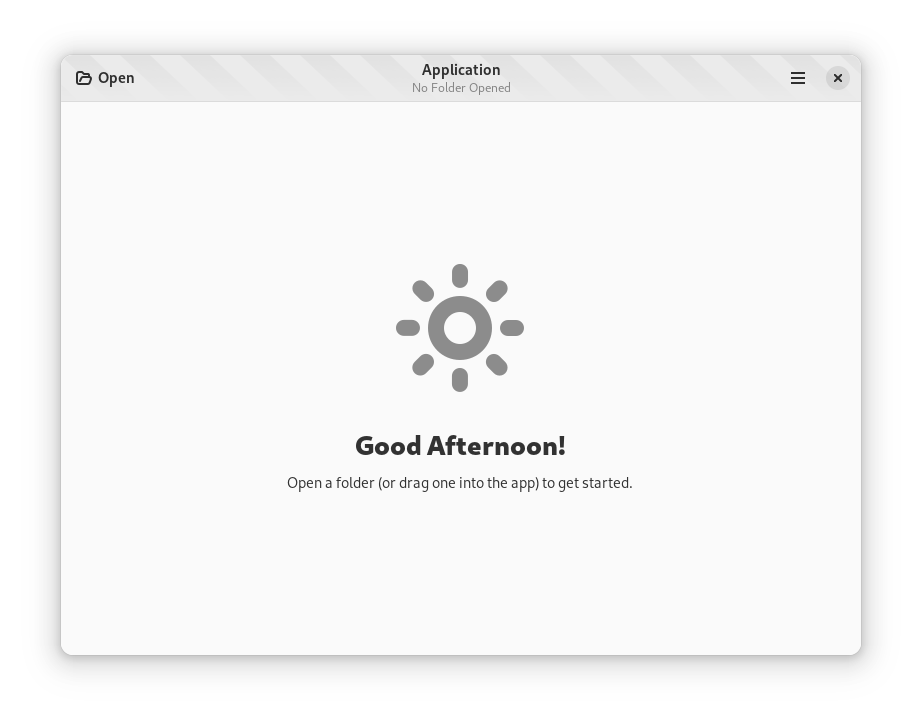 Open
Application
No Folder Opened
Good Afternoon!
Open a folder (or drag one into the app) to get started.